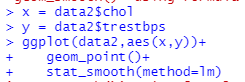 > x = data2$chol
> y = data2$trestbps
> ggplot(data2,aes(x,y))+
+     geom_point()+
+     stat_smooth(method=lm)